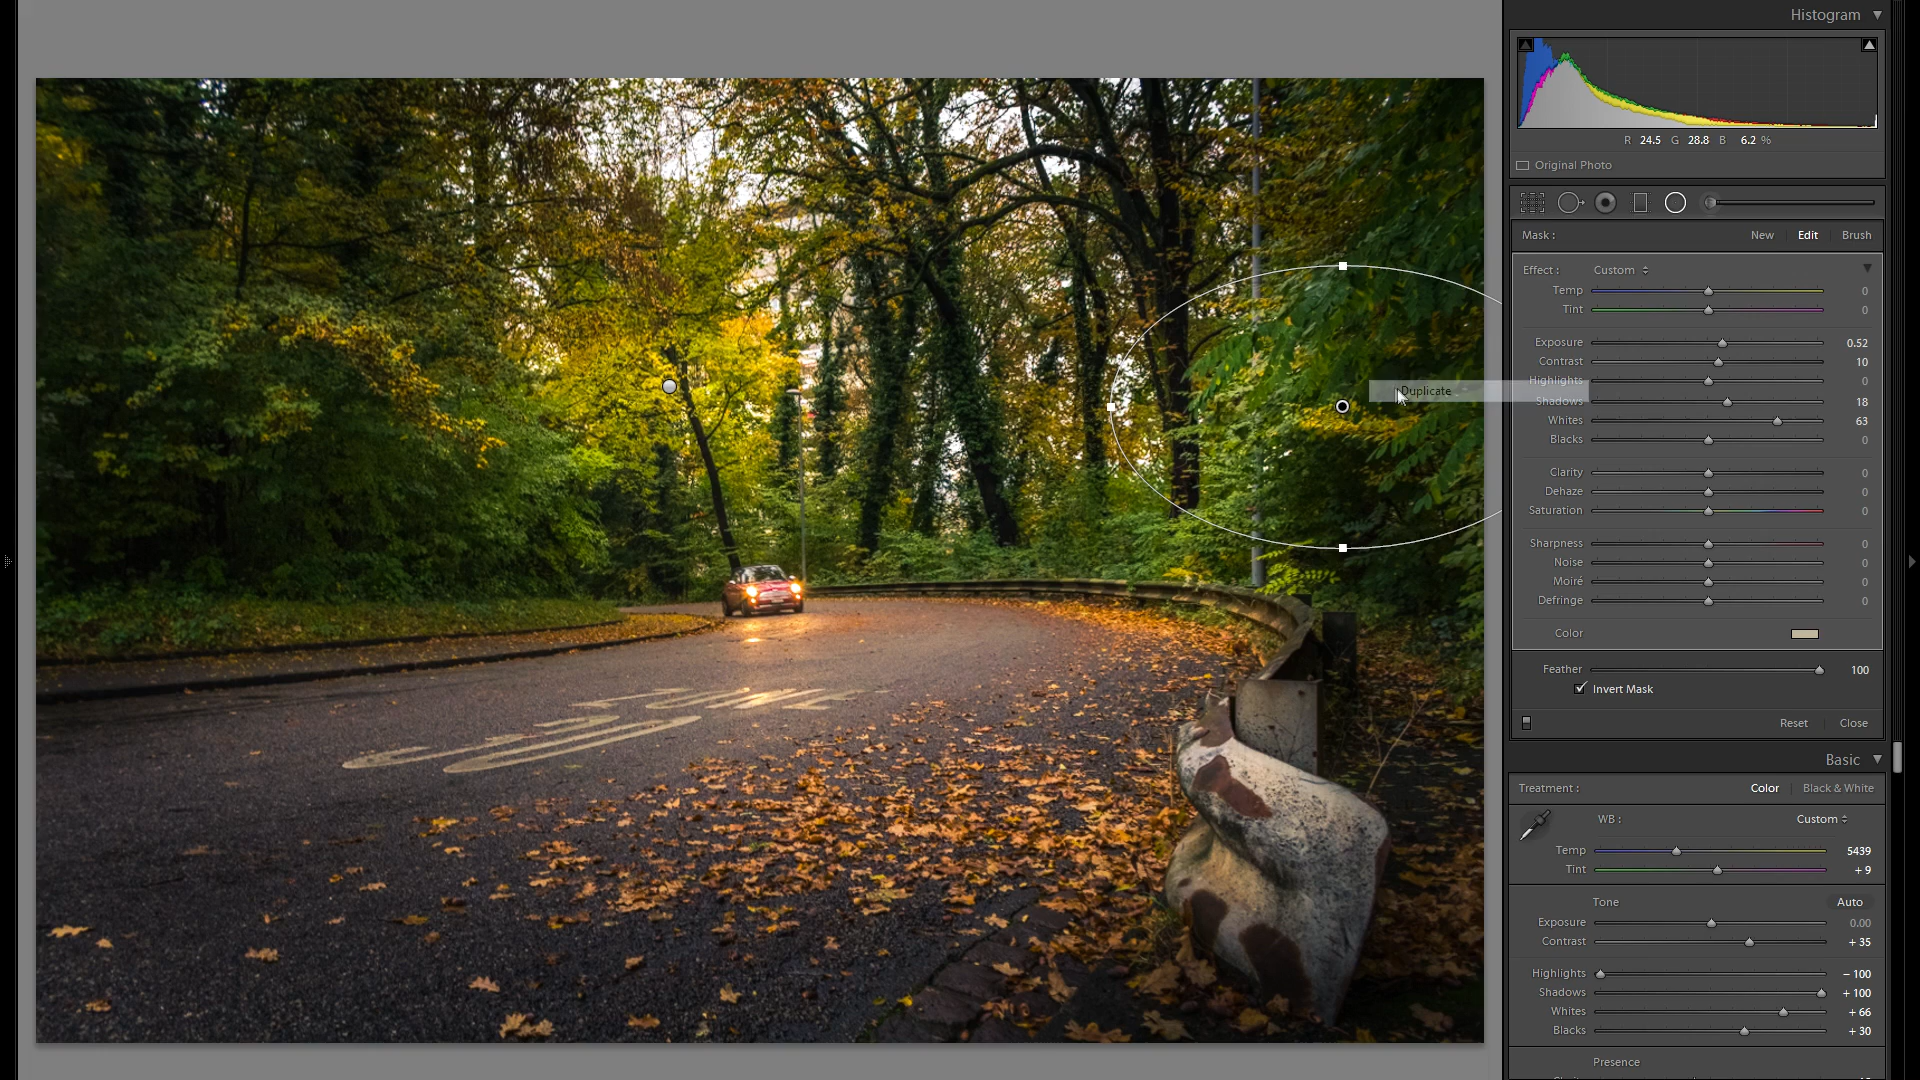 Histogram
R 24.5 G 28.8 B 6.2 %
Original Photo
Mask : New Edit Brush
Effect : Custom
Temp 0
Tint 0
Exposure 0.52
Contrast 10
Highlights 0
Duplicate
Shadows 18
Whites 63
Blacks 0
Clarity 0
Dehaze 0
Saturation 0
Sharpness 0
Noise 0
Moiré 0
Defringe 0
Color
Feather 100
Invert Mask
Reset Close
Basic
Treatment : Color Black & White
WB : Custom
Temp 5439
Tint + 9
Tone Auto
Exposure 0.00
Contrast + 35
Highlights − 100
Shadows + 100
Whites + 66
Blacks + 30
Presence